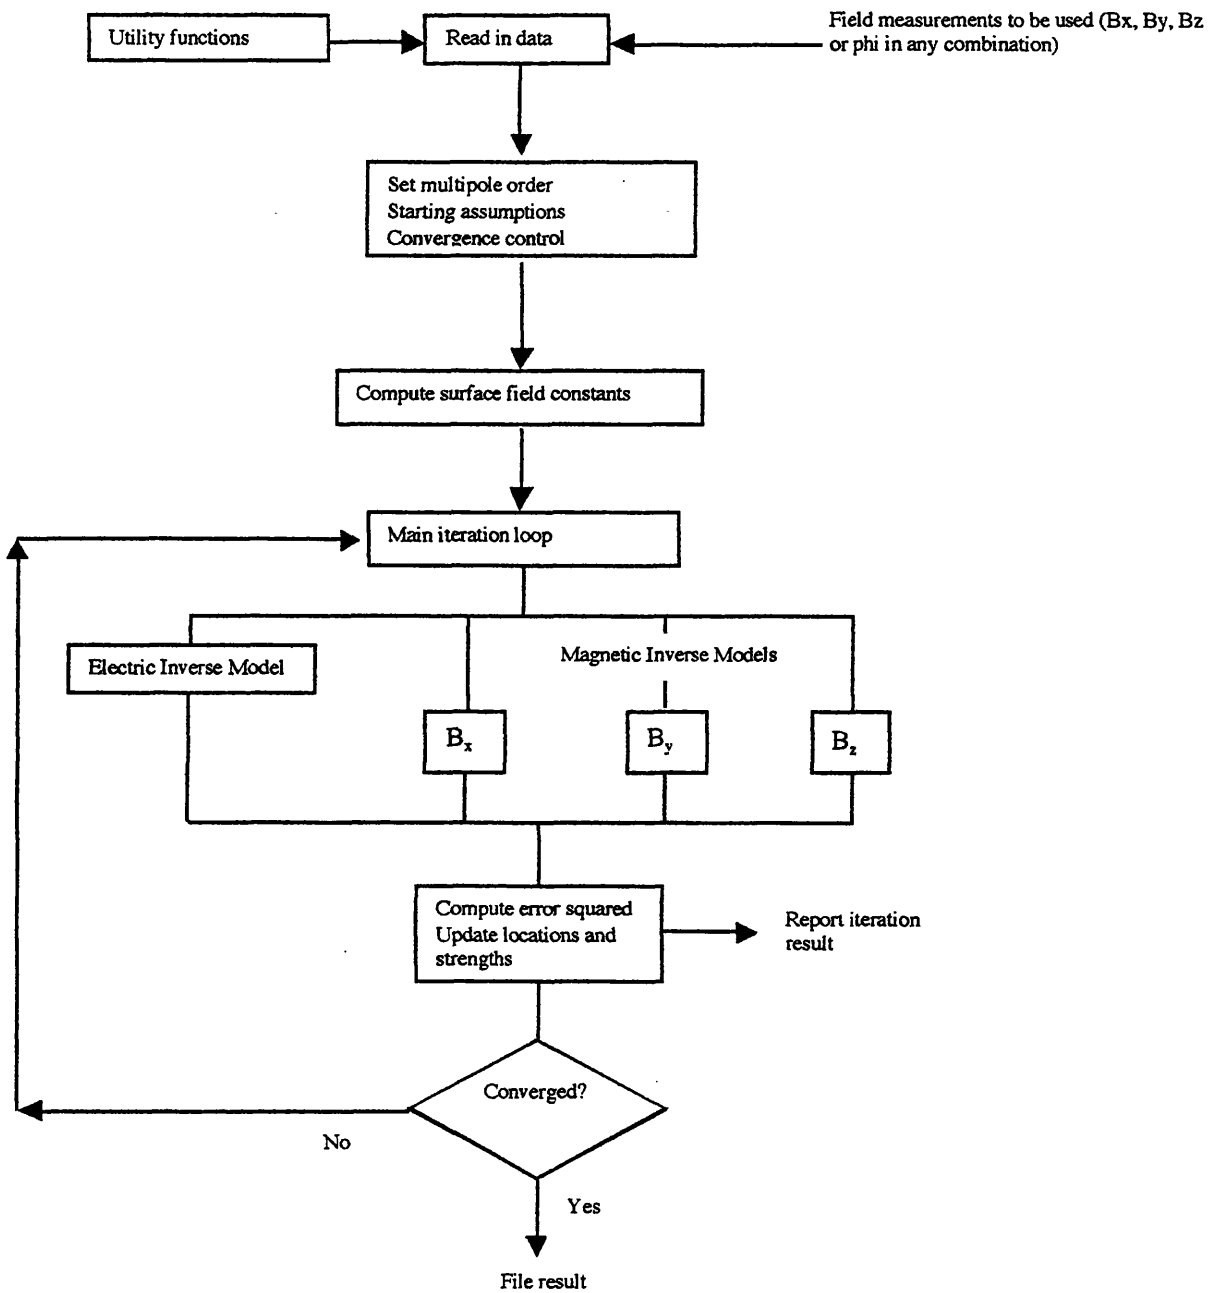 Utility functions
Read in data
Field measurements to be used (Bx, By, Bz
or phi in any combination)
Set multipole order
Starting assumptions
Convergence control
Compute surface field constants
Main iteration loop
Electric Inverse Model
Magnetic Inverse Models
Bx
By
Bz
Compute error squared
Update locations and
strengths
Report iteration
result
Converged?
No
Yes
File result